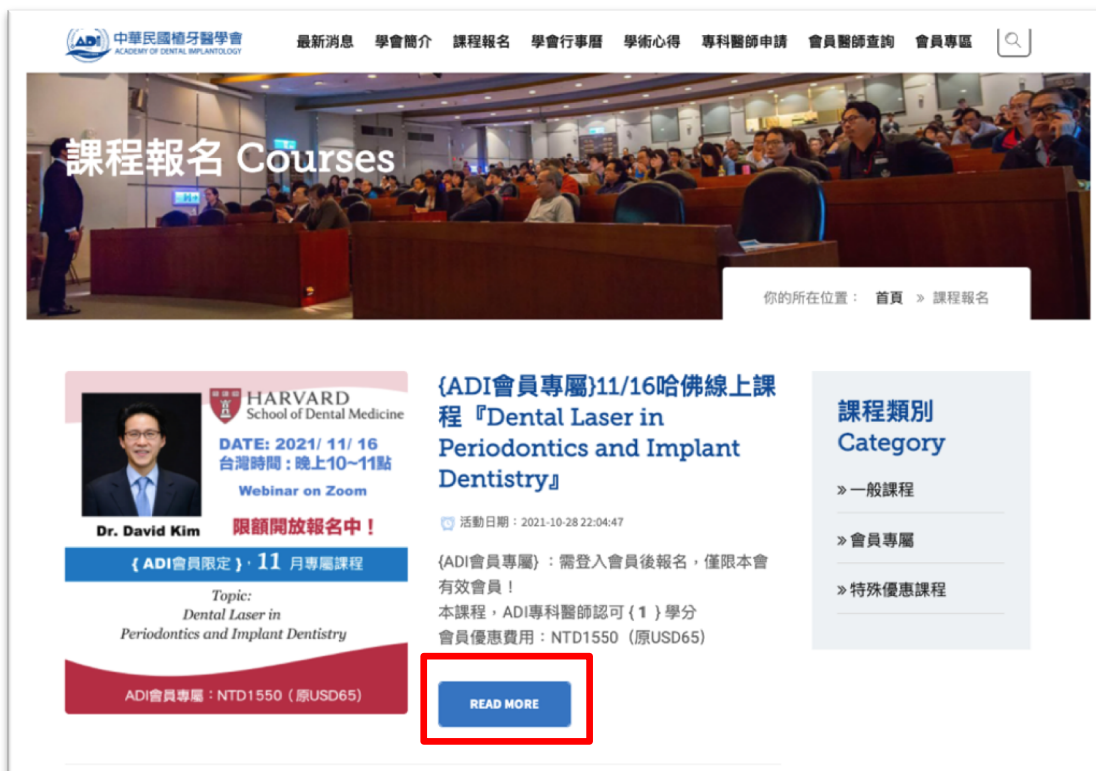 ADI 中華民國植牙醫學會
ACADEMY OF DENTAL IMPLANTOLOGY
最新消息 學會簡介 課程報名 學會行事曆 學術心得 專科醫師申請 會員醫師查詢 會員專區
課程報名 Courses
你的所在位置： 首頁 » 課程報名
HARVARD
School of Dental Medicine
DATE: 2021/ 11/ 16
台灣時間：晚上10~11點
Webinar on Zoom
Dr. David Kim
限額開放報名中！
{ ADI會員限定 }，11 月專屬課程
Topic:
Dental Laser in
Periodontics and Implant Dentistry
ADI會員專屬：NTD1550（原USD65）
{ADI會員專屬}11/16哈佛線上課
程『Dental Laser in
Periodontics and Implant
Dentistry』
活動日期：2021-10-28 22:04:47
{ADI會員專屬}：需登入會員後報名，僅限本會
有效會員！
本課程，ADI專科醫師認可 { 1 } 學分
會員優惠費用：NTD1550（原USD65）
READ MORE
課程類別
Category
» 一般課程
» 會員專屬
» 特殊優惠課程